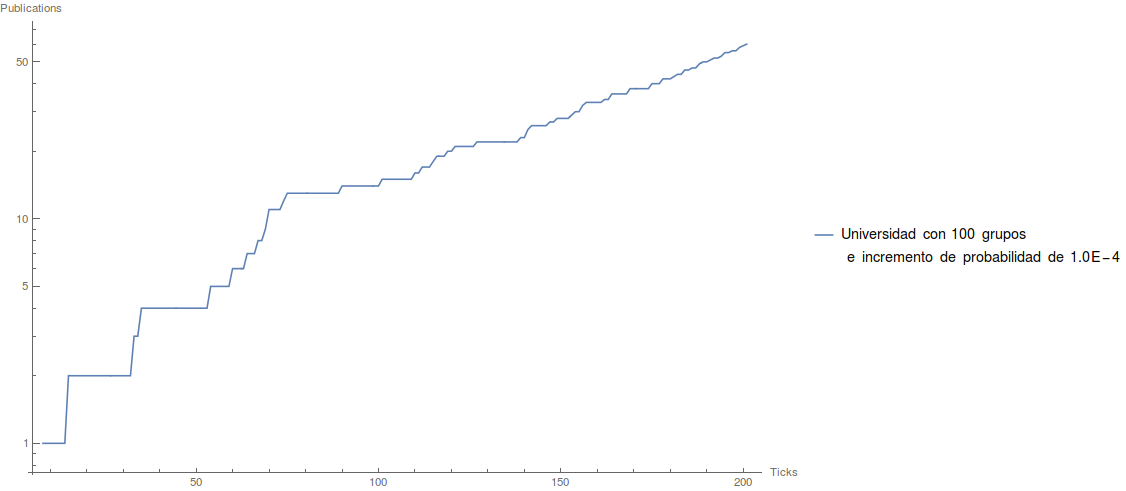 Publications
50
10
5
1
50
100
150
200
Ticks
Universidad con 100 grupos
e incremento de probabilidad de 1.0E−4